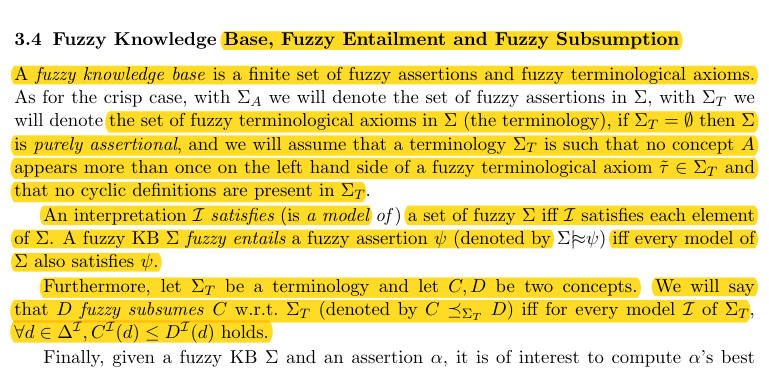 3.4 Fuzzy Knowledge Base, Fuzzy Entailment and Fuzzy Subsumption
A fuzzy knowledge base is a finite set of fuzzy assertions and fuzzy terminological axioms.
As for the crisp case, with Σ_A we will denote the set of fuzzy assertions in Σ, with Σ_T we
will denote the set of fuzzy terminological axioms in Σ (the terminology), if Σ_T = ∅ then Σ
is purely assertional, and we will assume that a terminology Σ_T is such that no concept A
appears more than once on the left hand side of a fuzzy terminological axiom τ̃ ∈ Σ_T and
that no cyclic definitions are present in Σ_T.
An interpretation ℐ satisfies (is a model of) a set of fuzzy Σ iff ℐ satisfies each element
of Σ. A fuzzy KB Σ fuzzy entails a fuzzy assertion ψ (denoted by Σ|≈ψ) iff every model of
Σ also satisfies ψ.
Furthermore, let Σ_T be a terminology and let C, D be two concepts. We will say
that D fuzzy subsumes C w.r.t. Σ_T (denoted by C ⪯_{Σ_T} D) iff for every model ℐ of Σ_T,
∀d ∈ Δ^ℐ, C^ℐ(d) ≤ D^ℐ(d) holds.
Finally, given a fuzzy KB Σ and an assertion α, it is of interest to compute α's best